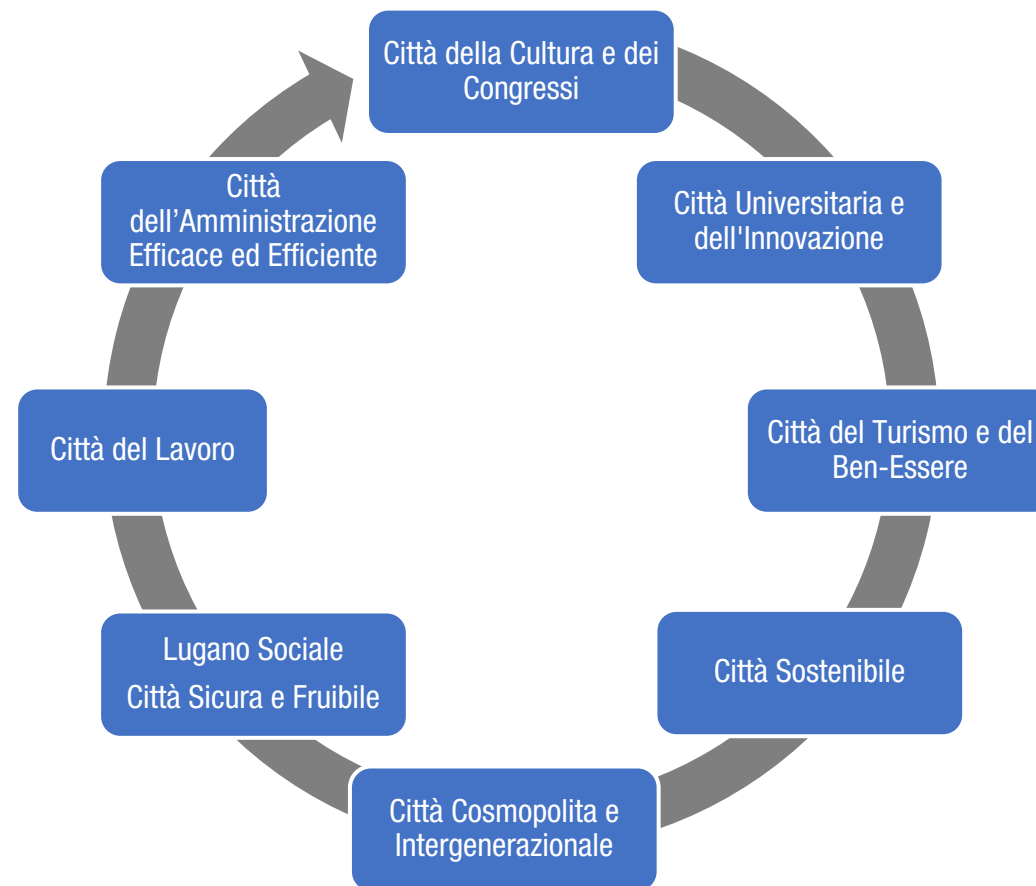 Città della Cultura e dei
Congressi
Città Universitaria e
dell'Innovazione
Città del Turismo e del
Ben-Essere
Città Sostenibile
Città Cosmopolita e
Intergenerazionale
Lugano Sociale
Città Sicura e Fruibile
Città del Lavoro
Città
dell’Amministrazione
Efficace ed Efficiente